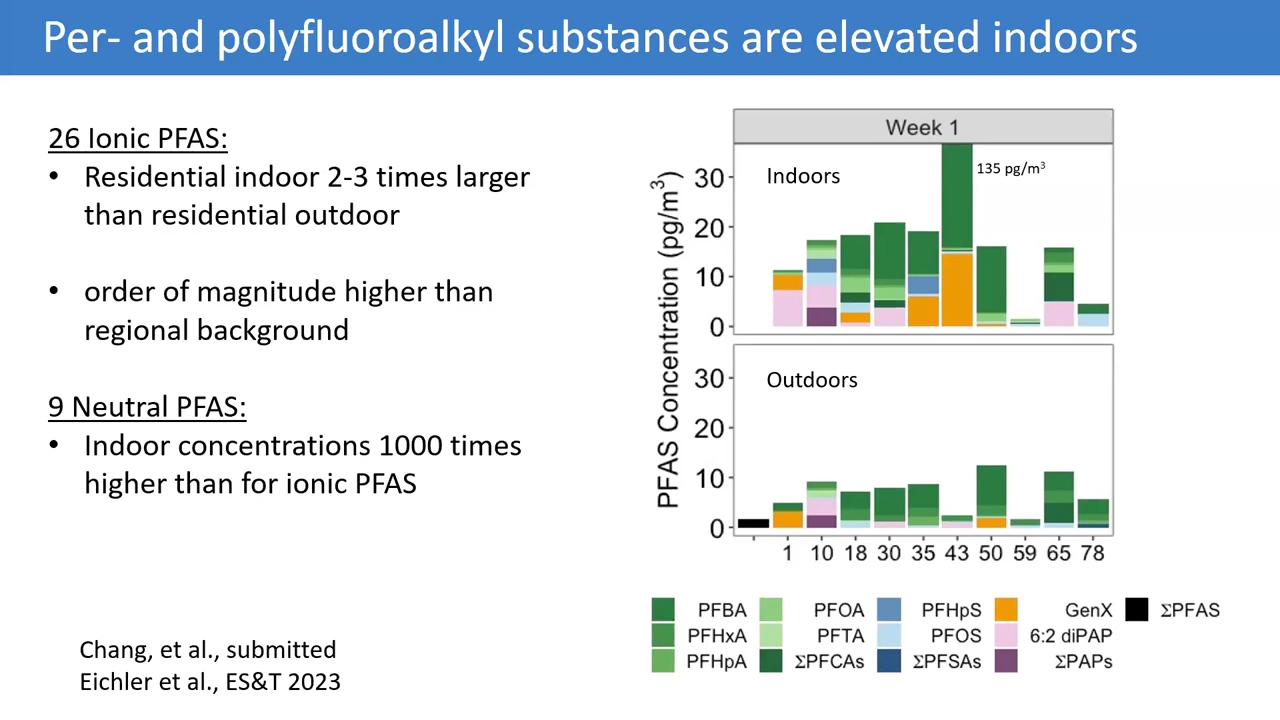 Per- and polyfluoroalkyl substances are elevated indoors
26 Ionic PFAS:
• Residential indoor 2-3 times larger
than residential outdoor
• order of magnitude higher than
regional background
9 Neutral PFAS:
• Indoor concentrations 1000 times
higher than for ionic PFAS
Chang, et al., submitted
Eichler et al., ES&T 2023
Week 1
PFAS Concentration (pg/m³)
Indoors
135 pg/m³
30
20
10
0
Outdoors
30
20
10
0
1 10 18 30 35 43 50 59 65 78
PFBA PFOA PFHpS GenX ΣPFAS
PFHxA PFTA PFOS 6:2 diPAP
PFHpA ΣPFCAs ΣPFSAs ΣPAPs